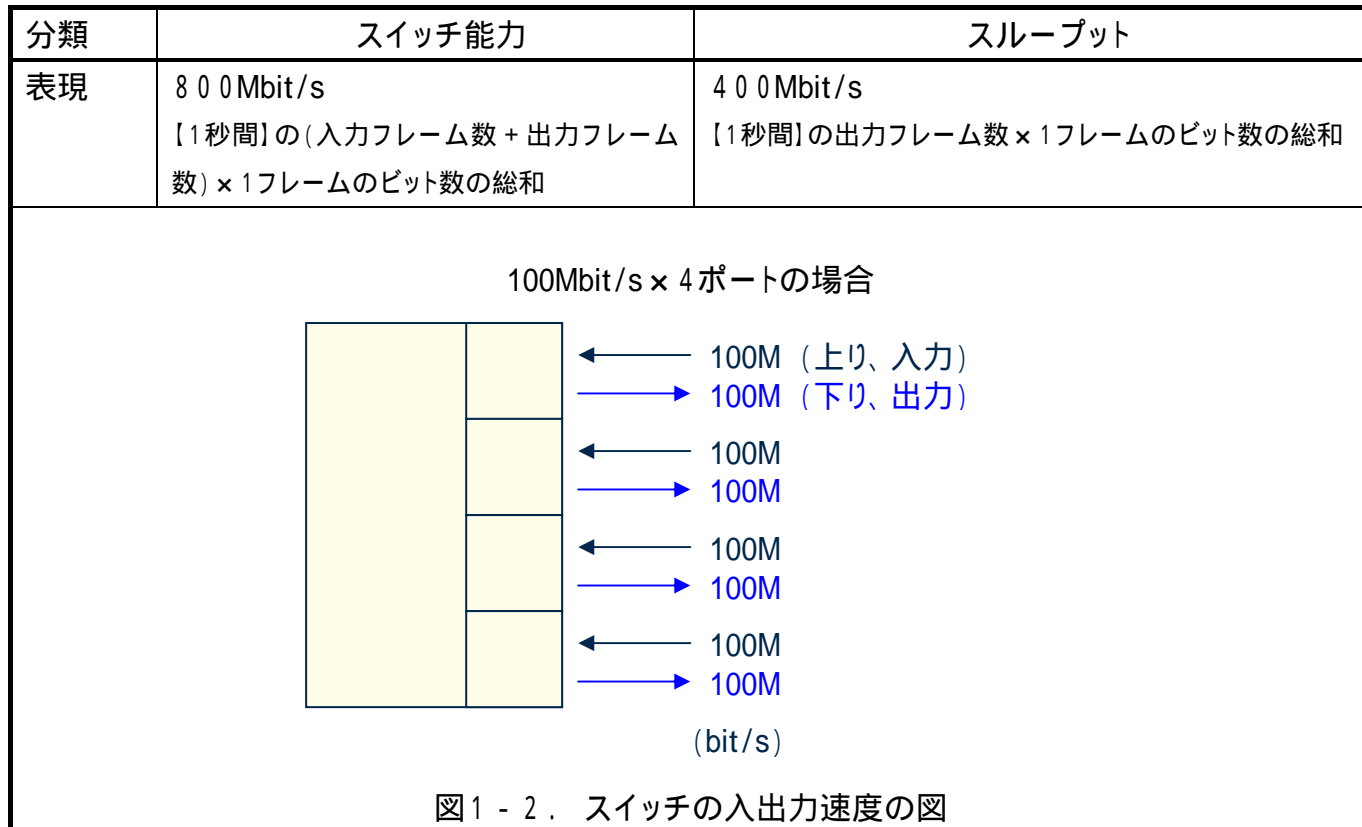 分類 スイッチ能力 スループット
表現 800Mbit/s 400Mbit/s
【1秒間】の(入力フレーム数+出力フレーム 【1秒間】の出力フレーム数×1フレームのビット数の総和
数)×1フレームのビット数の総和
100Mbit/s×4ポートの場合
100M (上り、入力)
100M (下り、出力)
100M
100M
100M
100M
100M
100M
(bit/s)
図1-2. スイッチの入出力速度の図